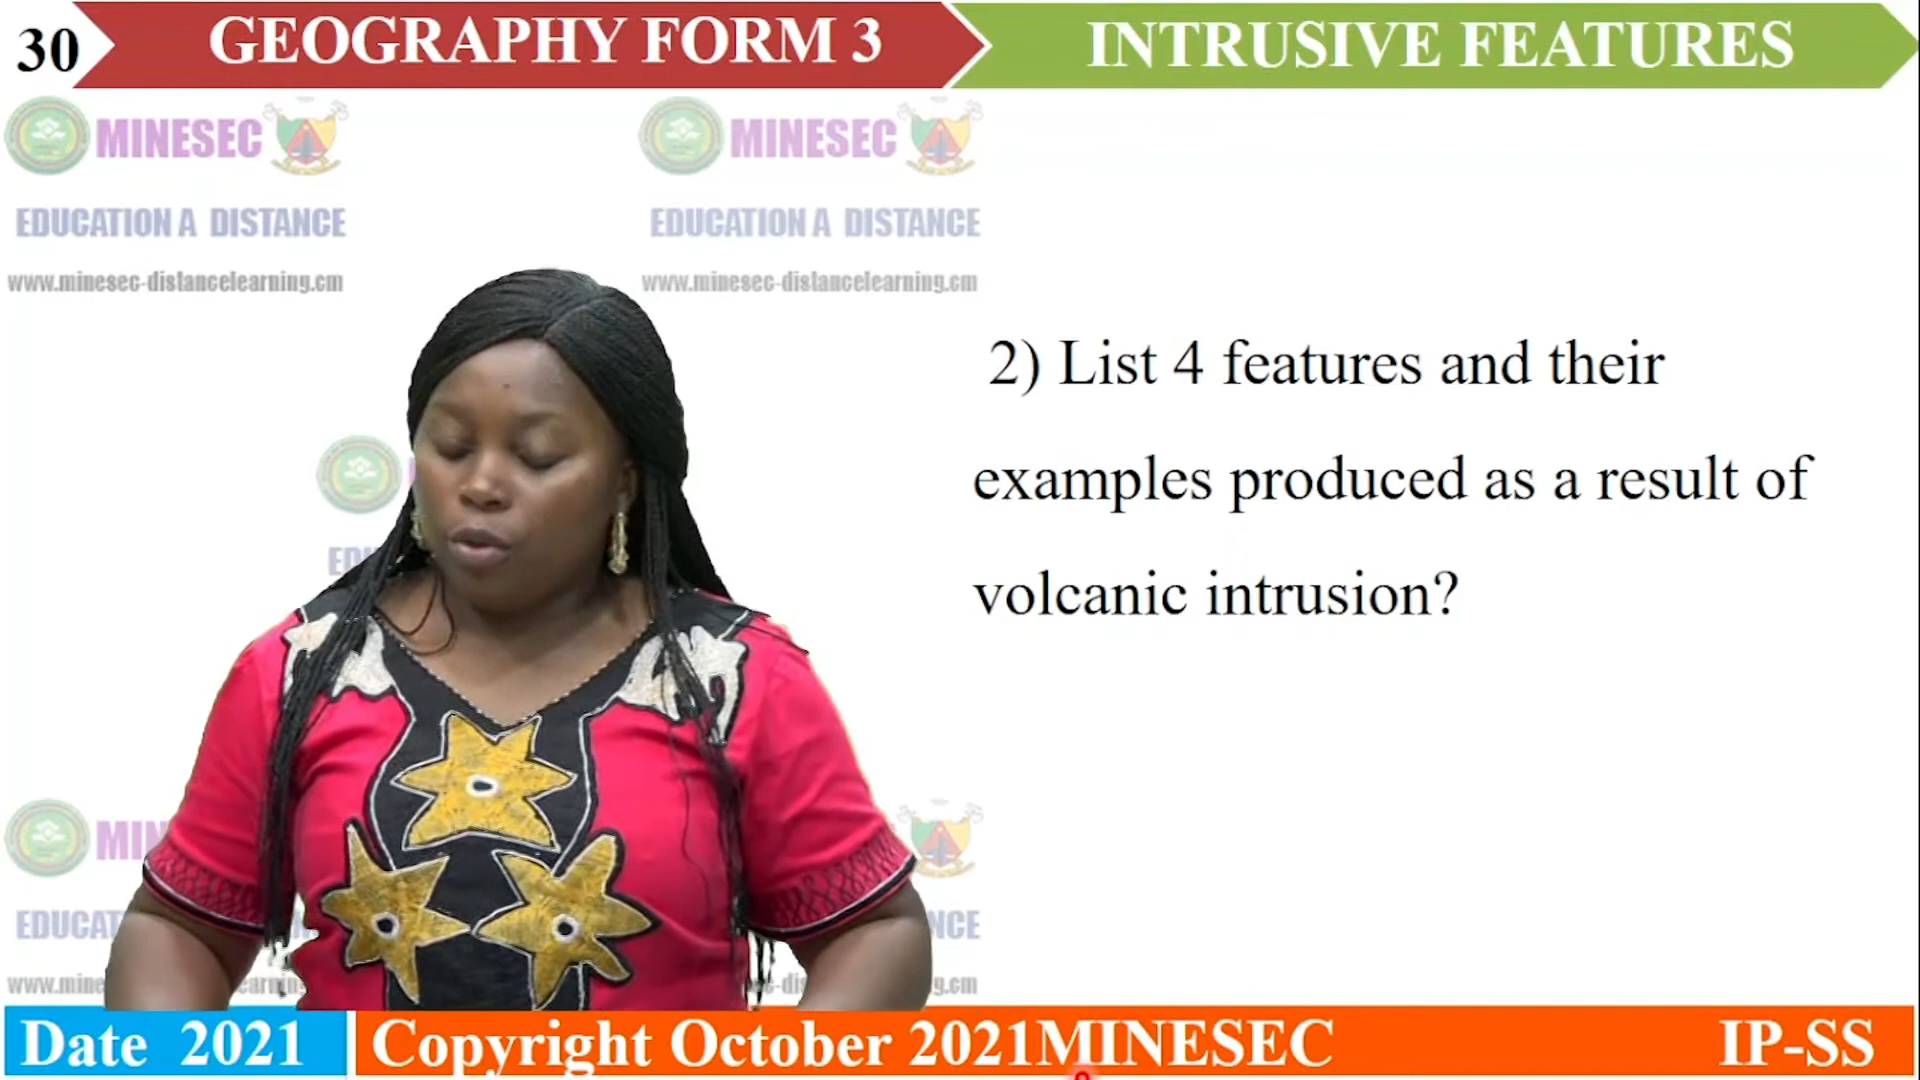 30 GEOGRAPHY FORM 3 INTRUSIVE FEATURES
MINESEC MINESEC
EDUCATION A DISTANCE EDUCATION A DISTANCE
www.minesec-distancelearning.cm www.minesec-distancelearning.cm
2) List 4 features and their
examples produced as a result of
volcanic intrusion?
Date 2021 Copyright October 2021MINESEC IP-SS